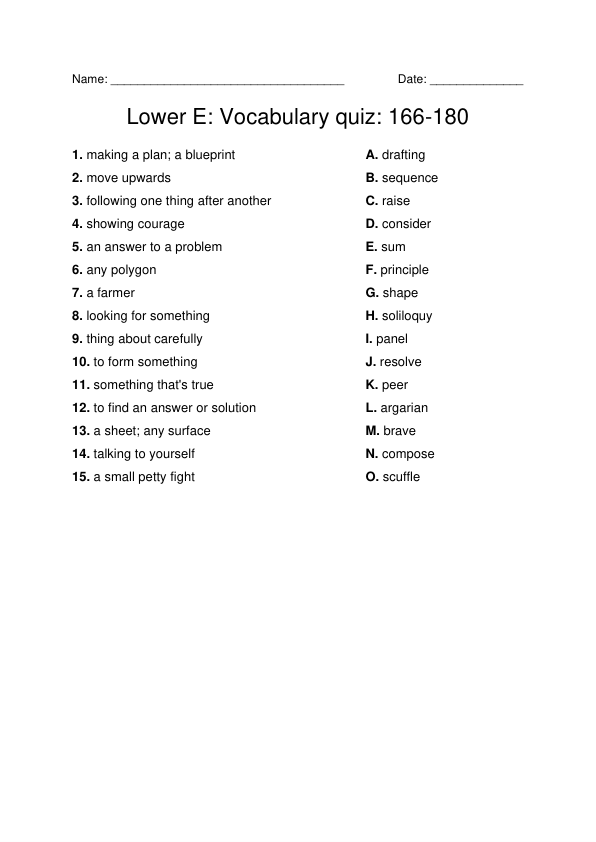 Name: ___________________________________ Date: ______________
Lower E: Vocabulary quiz: 166-180
1. making a plan; a blueprint A. drafting
2. move upwards B. sequence
3. following one thing after another C. raise
4. showing courage D. consider
5. an answer to a problem E. sum
6. any polygon F. principle
7. a farmer G. shape
8. looking for something H. soliloquy
9. thing about carefully I. panel
10. to form something J. resolve
11. something that's true K. peer
12. to find an answer or solution L. argarian
13. a sheet; any surface M. brave
14. talking to yourself N. compose
15. a small petty fight O. scuffle